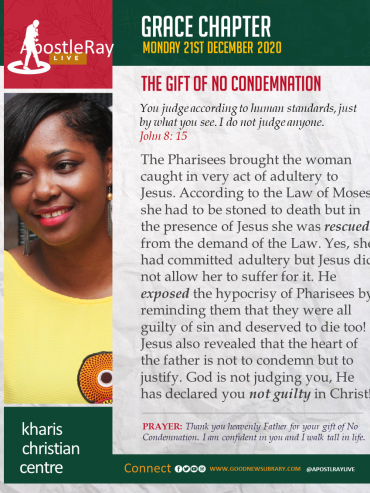 ApostleRay
LIVE
GRACE CHAPTER
MONDAY 21ST DECEMBER 2020
THE GIFT OF NO CONDEMNATION
You judge according to human standards, just
by what you see. I do not judge anyone.
John 8: 15
The Pharisees brought the woman
caught in very act of adultery to
Jesus. According to the Law of Moses
she had to be stoned to death but in
the presence of Jesus she was rescued
from the demand of the Law. Yes, she
had committed adultery but Jesus did
not allow her to suffer for it. He
exposed the hypocrisy of Pharisees by
reminding them that they were all
guilty of sin and deserved to die too!
Jesus also revealed that the heart of
the father is not to condemn but to
justify. God is not judging you, He
has declared you not guilty in Christ!
PRAYER: Thank you heavenly Father for your gift of No
Condemnation. I am confident in you and I walk tall in life.
kharis
christian
centre
Connect WWW.GOODNEWSLIBRARY.COM @APOSTLRAYLIVE